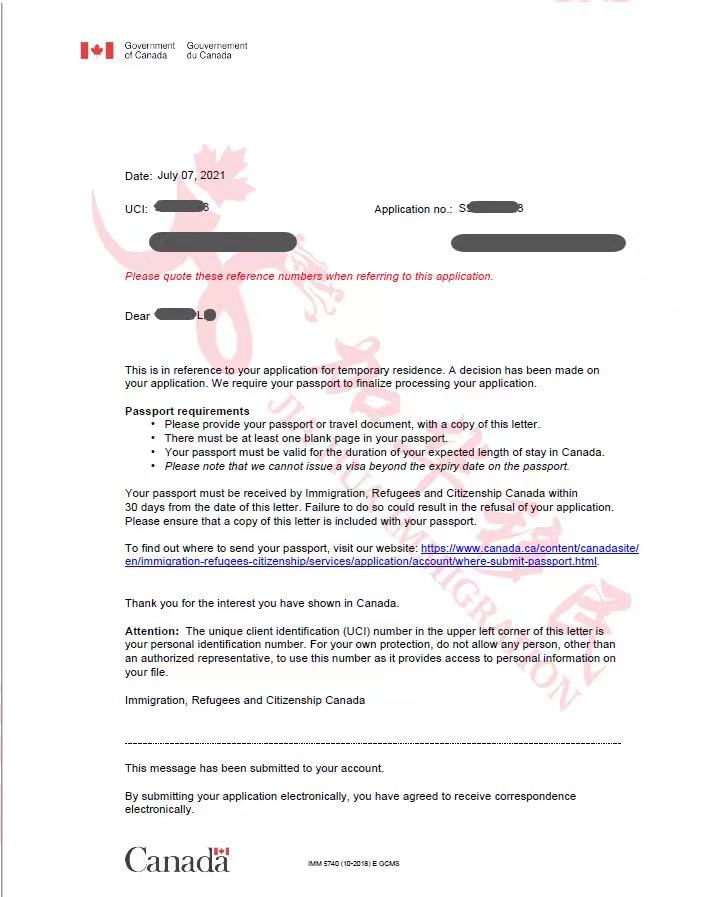 Government Gouvernement
of Canada du Canada
Date: July 07, 2021
UCI: 8 Application no.: S 8
Please quote these reference numbers when referring to this application.
Dear L
This is in reference to your application for temporary residence. A decision has been made on
your application. We require your passport to finalize processing your application.
Passport requirements
• Please provide your passport or travel document, with a copy of this letter.
• There must be at least one blank page in your passport.
• Your passport must be valid for the duration of your expected length of stay in Canada.
• Please note that we cannot issue a visa beyond the expiry date on the passport.
Your passport must be received by Immigration, Refugees and Citizenship Canada within
30 days from the date of this letter. Failure to do so could result in the refusal of your application.
Please ensure that a copy of this letter is included with your passport.
To find out where to send your passport, visit our website: https://www.canada.ca/content/canadasite/
en/immigration-refugees-citizenship/services/application/account/where-submit-passport.html.
Thank you for the interest you have shown in Canada.
Attention: The unique client identification (UCI) number in the upper left corner of this letter is
your personal identification number. For your own protection, do not allow any person, other than
an authorized representative, to use this number as it provides access to personal information on
your file.
Immigration, Refugees and Citizenship Canada
This message has been submitted to your account.
By submitting your application electronically, you have agreed to receive correspondence
electronically.
Canada
IMM 5740 (10-2018) E GCMS
加华移民
JIA HUA IMMIGRATION